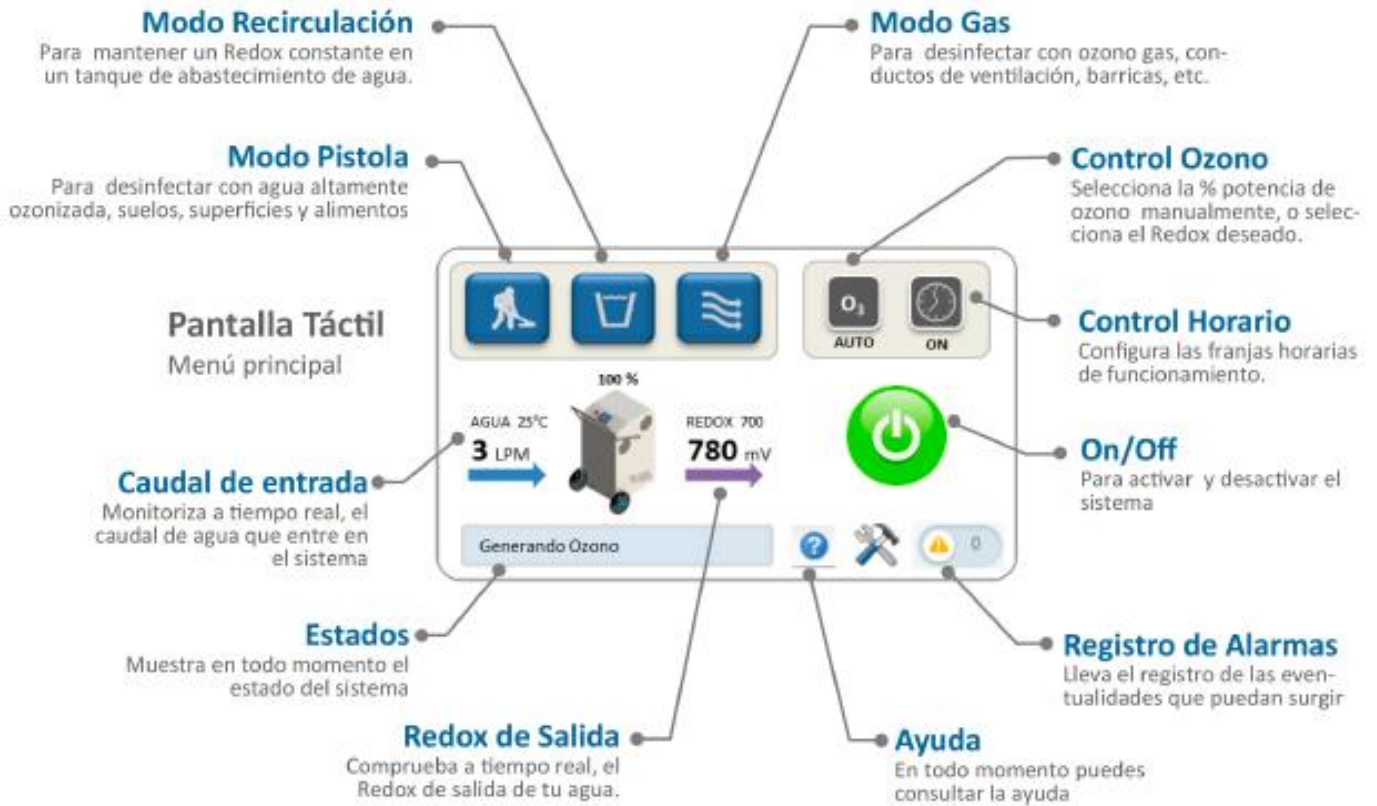 Modo Recirculación
Para mantener un Redox constante en
un tanque de abastecimiento de agua.
Modo Gas
Para desinfectar con ozono gas, con-
ductos de ventilación, barricas, etc.
Modo Pistola
Para desinfectar con agua altamente
ozonizada, suelos, superficies y alimentos
Control Ozono
Selecciona la % potencia de
ozono manualmente, o selec-
ciona el Redox deseado.
Pantalla Táctil
Menú principal
O₃
AUTO
ON
Control Horario
Configura las franjas horarias
de funcionamiento.
100 %
AGUA 25°C
3 LPM
REDOX 700
780 mV
On/Off
Para activar y desactivar el
sistema
Caudal de entrada
Monitoriza a tiempo real, el
caudal de agua que entre en
el sistema
Generando Ozono
?
0
Estados
Muestra en todo momento el
estado del sistema
Registro de Alarmas
Lleva el registro de las even-
tualidades que puedan surgir
Redox de Salida
Comprueba a tiempo real, el
Redox de salida de tu agua.
Ayuda
En todo momento puedes
consultar la ayuda